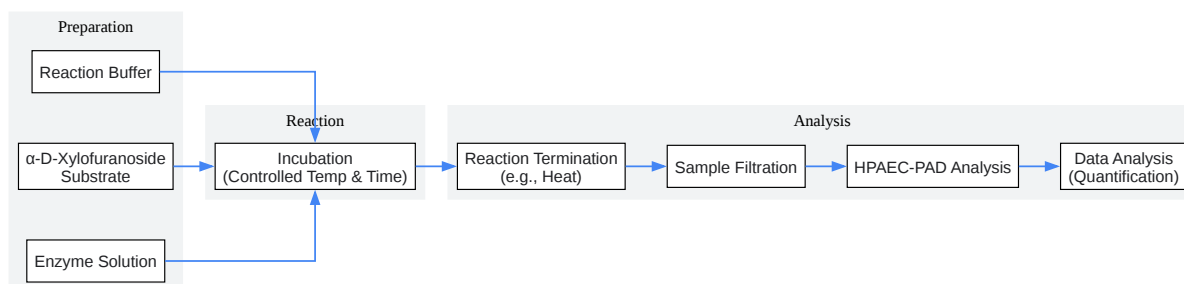 Preparation
Reaction Buffer
α-D-Xylofuranoside
Substrate
Enzyme Solution
Reaction
Incubation
(Controlled Temp & Time)
Analysis
Reaction Termination
(e.g., Heat)
Sample Filtration
HPAEC-PAD Analysis
Data Analysis
(Quantification)